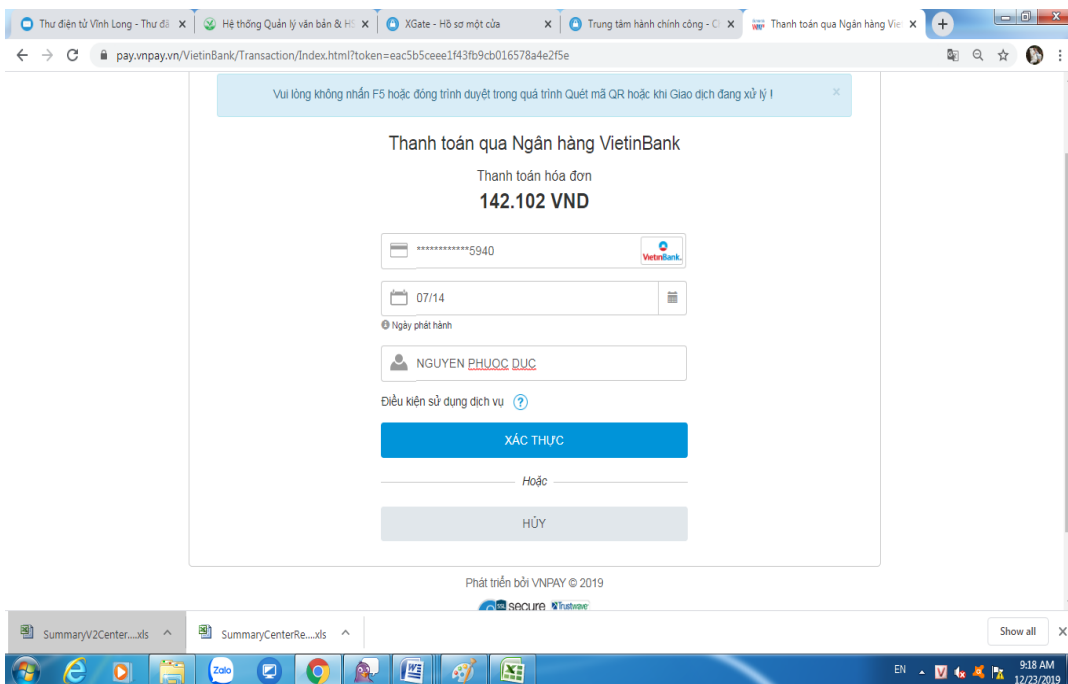 Thư điện tử Vĩnh Long - Thư đã
Hệ thống Quản lý văn bản & HS
XGate - Hồ sơ một cửa
Trung tâm hành chính công - C
Thanh toán qua Ngân hàng Viet
pay.vnpay.vn/VietinBank/Transaction/Index.html?token=eac5b5ceee1f43fb9cb016578a4e2f5e
Vui lòng không nhấn F5 hoặc đóng trình duyệt trong quá trình Quét mã QR hoặc khi Giao dịch đang xử lý !
Thanh toán qua Ngân hàng VietinBank
Thanh toán hóa đơn
142.102 VND
************5940
VietinBank
07/14
Ngày phát hành
NGUYEN PHUOC DUC
Điều kiện sử dụng dịch vụ ?
XÁC THỰC
Hoặc
HỦY
Phát triển bởi VNPAY © 2019
SSL secure Trustwave
SummaryV2Center....xls
SummaryCenterRe....xls
Show all
Zalo
EN
9:18 AM
12/23/2019